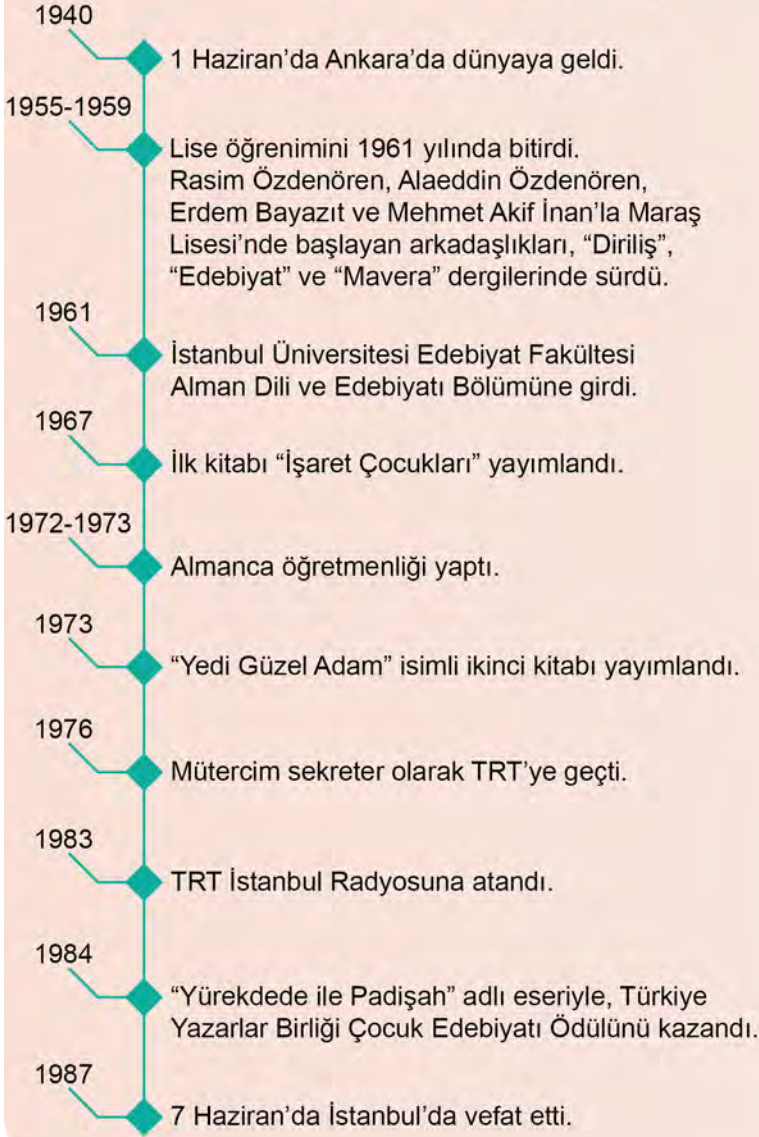 1940
1 Haziran’da Ankara’da dünyaya geldi.
1955-1959
Lise öğrenimini 1961 yılında bitirdi.
Rasim Özdenören, Alaeddin Özdenören,
Erdem Bayazıt ve Mehmet Akif İnan’la Maraş
Lisesi’nde başlayan arkadaşlıkları, “Diriliş”,
“Edebiyat” ve “Mavera” dergilerinde sürdü.
1961
İstanbul Üniversitesi Edebiyat Fakültesi
Alman Dili ve Edebiyatı Bölümüne girdi.
1967
İlk kitabı “İşaret Çocukları” yayımlandı.
1972-1973
Almanca öğretmenliği yaptı.
1973
“Yedi Güzel Adam” isimli ikinci kitabı yayımlandı.
1976
Mütercim sekreter olarak TRT’ye geçti.
1983
TRT İstanbul Radyosuna atandı.
1984
“Yürekdede ile Padişah” adlı eseriyle, Türkiye
Yazarlar Birliği Çocuk Edebiyatı Ödülünü kazandı.
1987
7 Haziran’da İstanbul’da vefat etti.